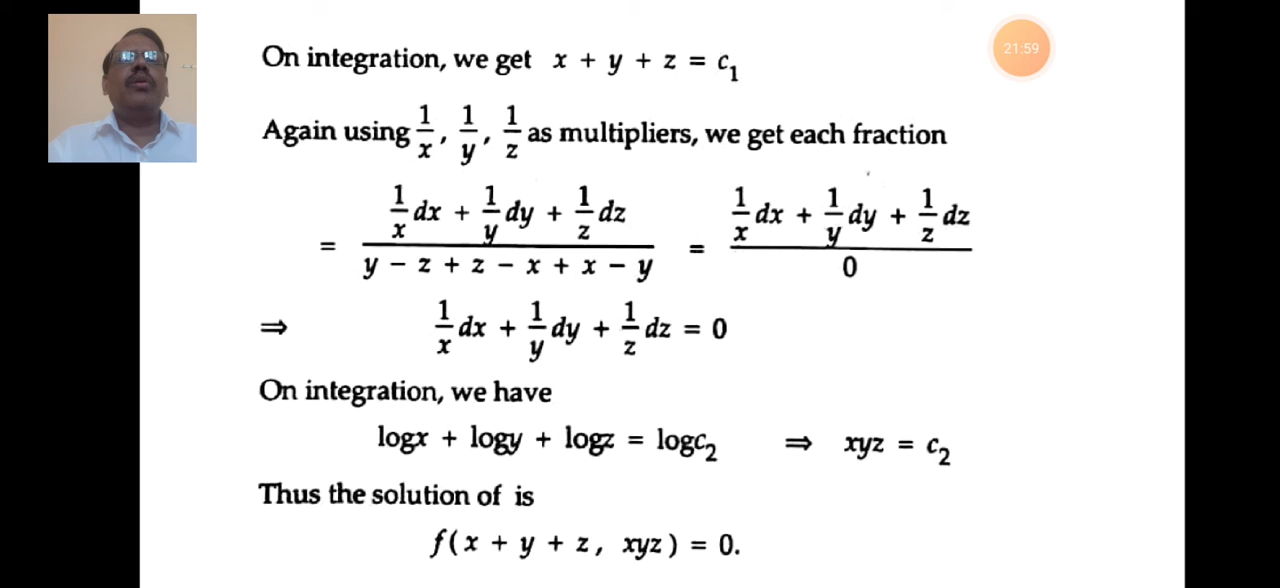 21:59
On integration, we get x + y + z = c₁
Again using 1/x, 1/y, 1/z as multipliers, we get each fraction
= (1/x dx + 1/y dy + 1/z dz)/(y − z + z − x + x − y) = (1/x dx + 1/y dy + 1/z dz)/0
⇒ 1/x dx + 1/y dy + 1/z dz = 0
On integration, we have
logx + logy + logz = logc₂ ⇒ xyz = c₂
Thus the solution of is
f(x + y + z, xyz) = 0.